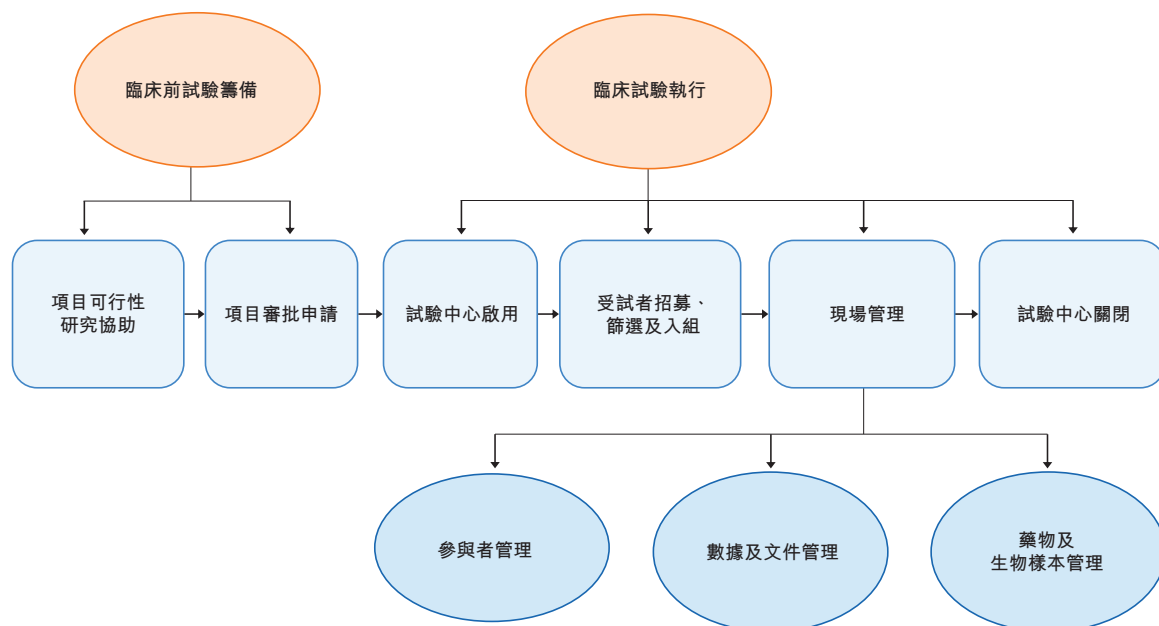 臨床前試驗籌備
臨床試驗執行
項目可行性
研究協助
項目審批申請
試驗中心啟用
受試者招募、
篩選及入組
現場管理
試驗中心關閉
參與者管理
數據及文件管理
藥物及
生物樣本管理